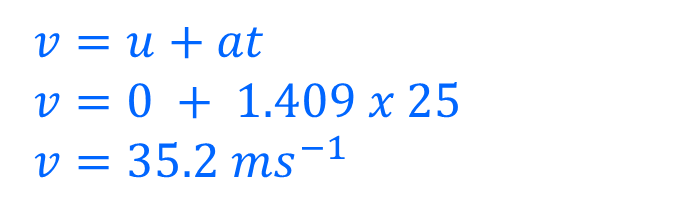 v = u + at
v = 0 + 1.409 x 25
v = 35.2 ms⁻¹